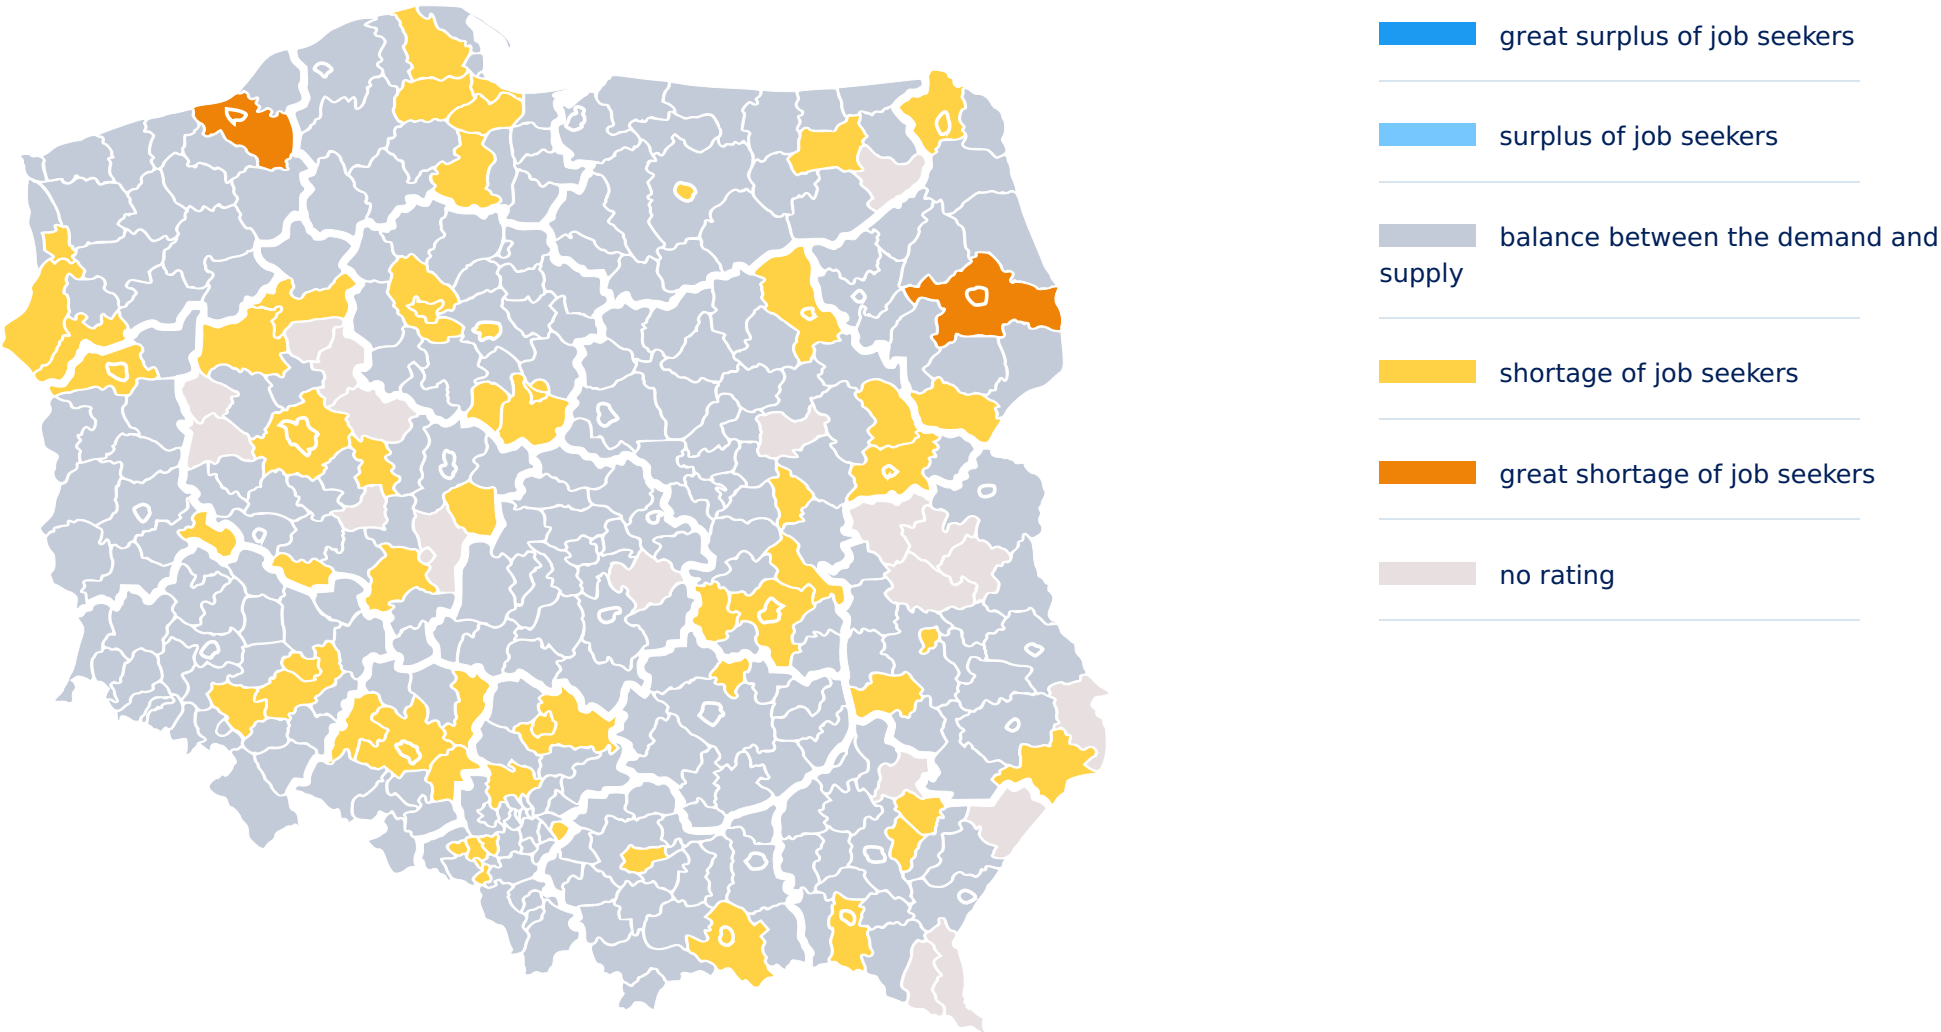 great surplus of job seekers
surplus of job seekers
balance between the demand and
supply
shortage of job seekers
great shortage of job seekers
no rating